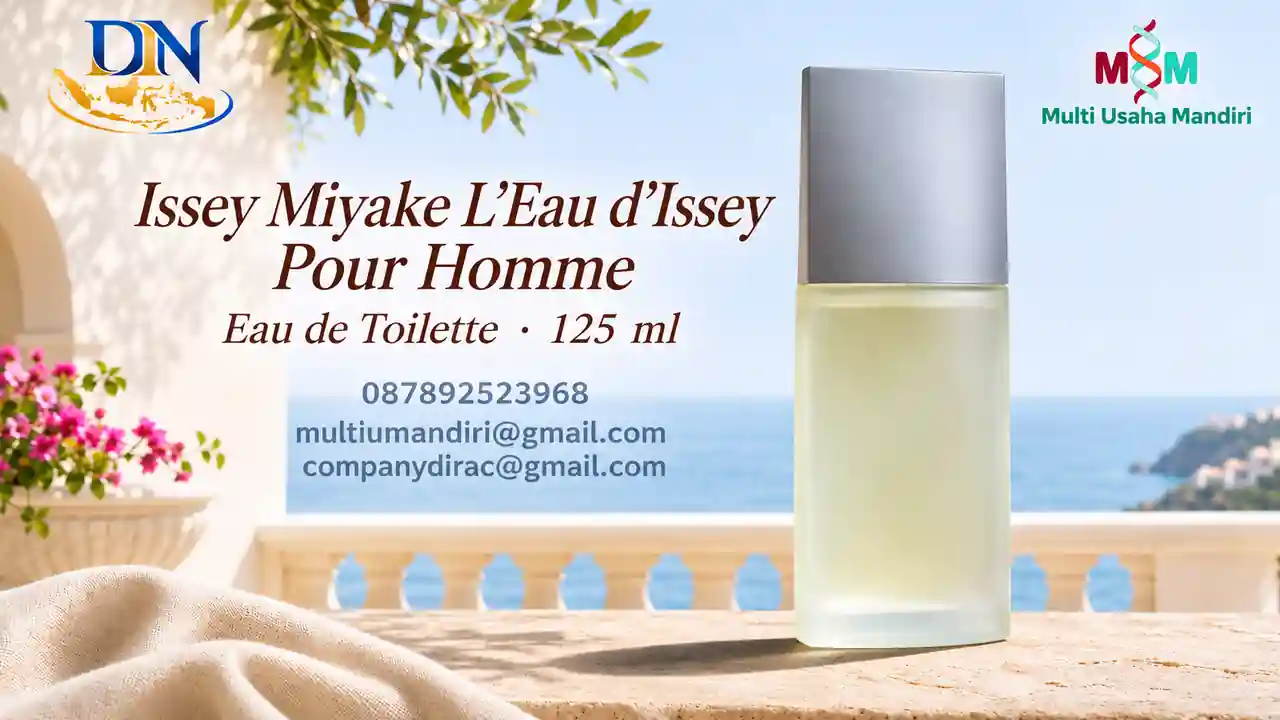 DN
MSM
Multi Usaha Mandiri
Issey Miyake L'Eau d'Issey
Pour Homme
Eau de Toilette · 125 ml
087892523968
multiumandiri@gmail.com
companydirac@gmail.com